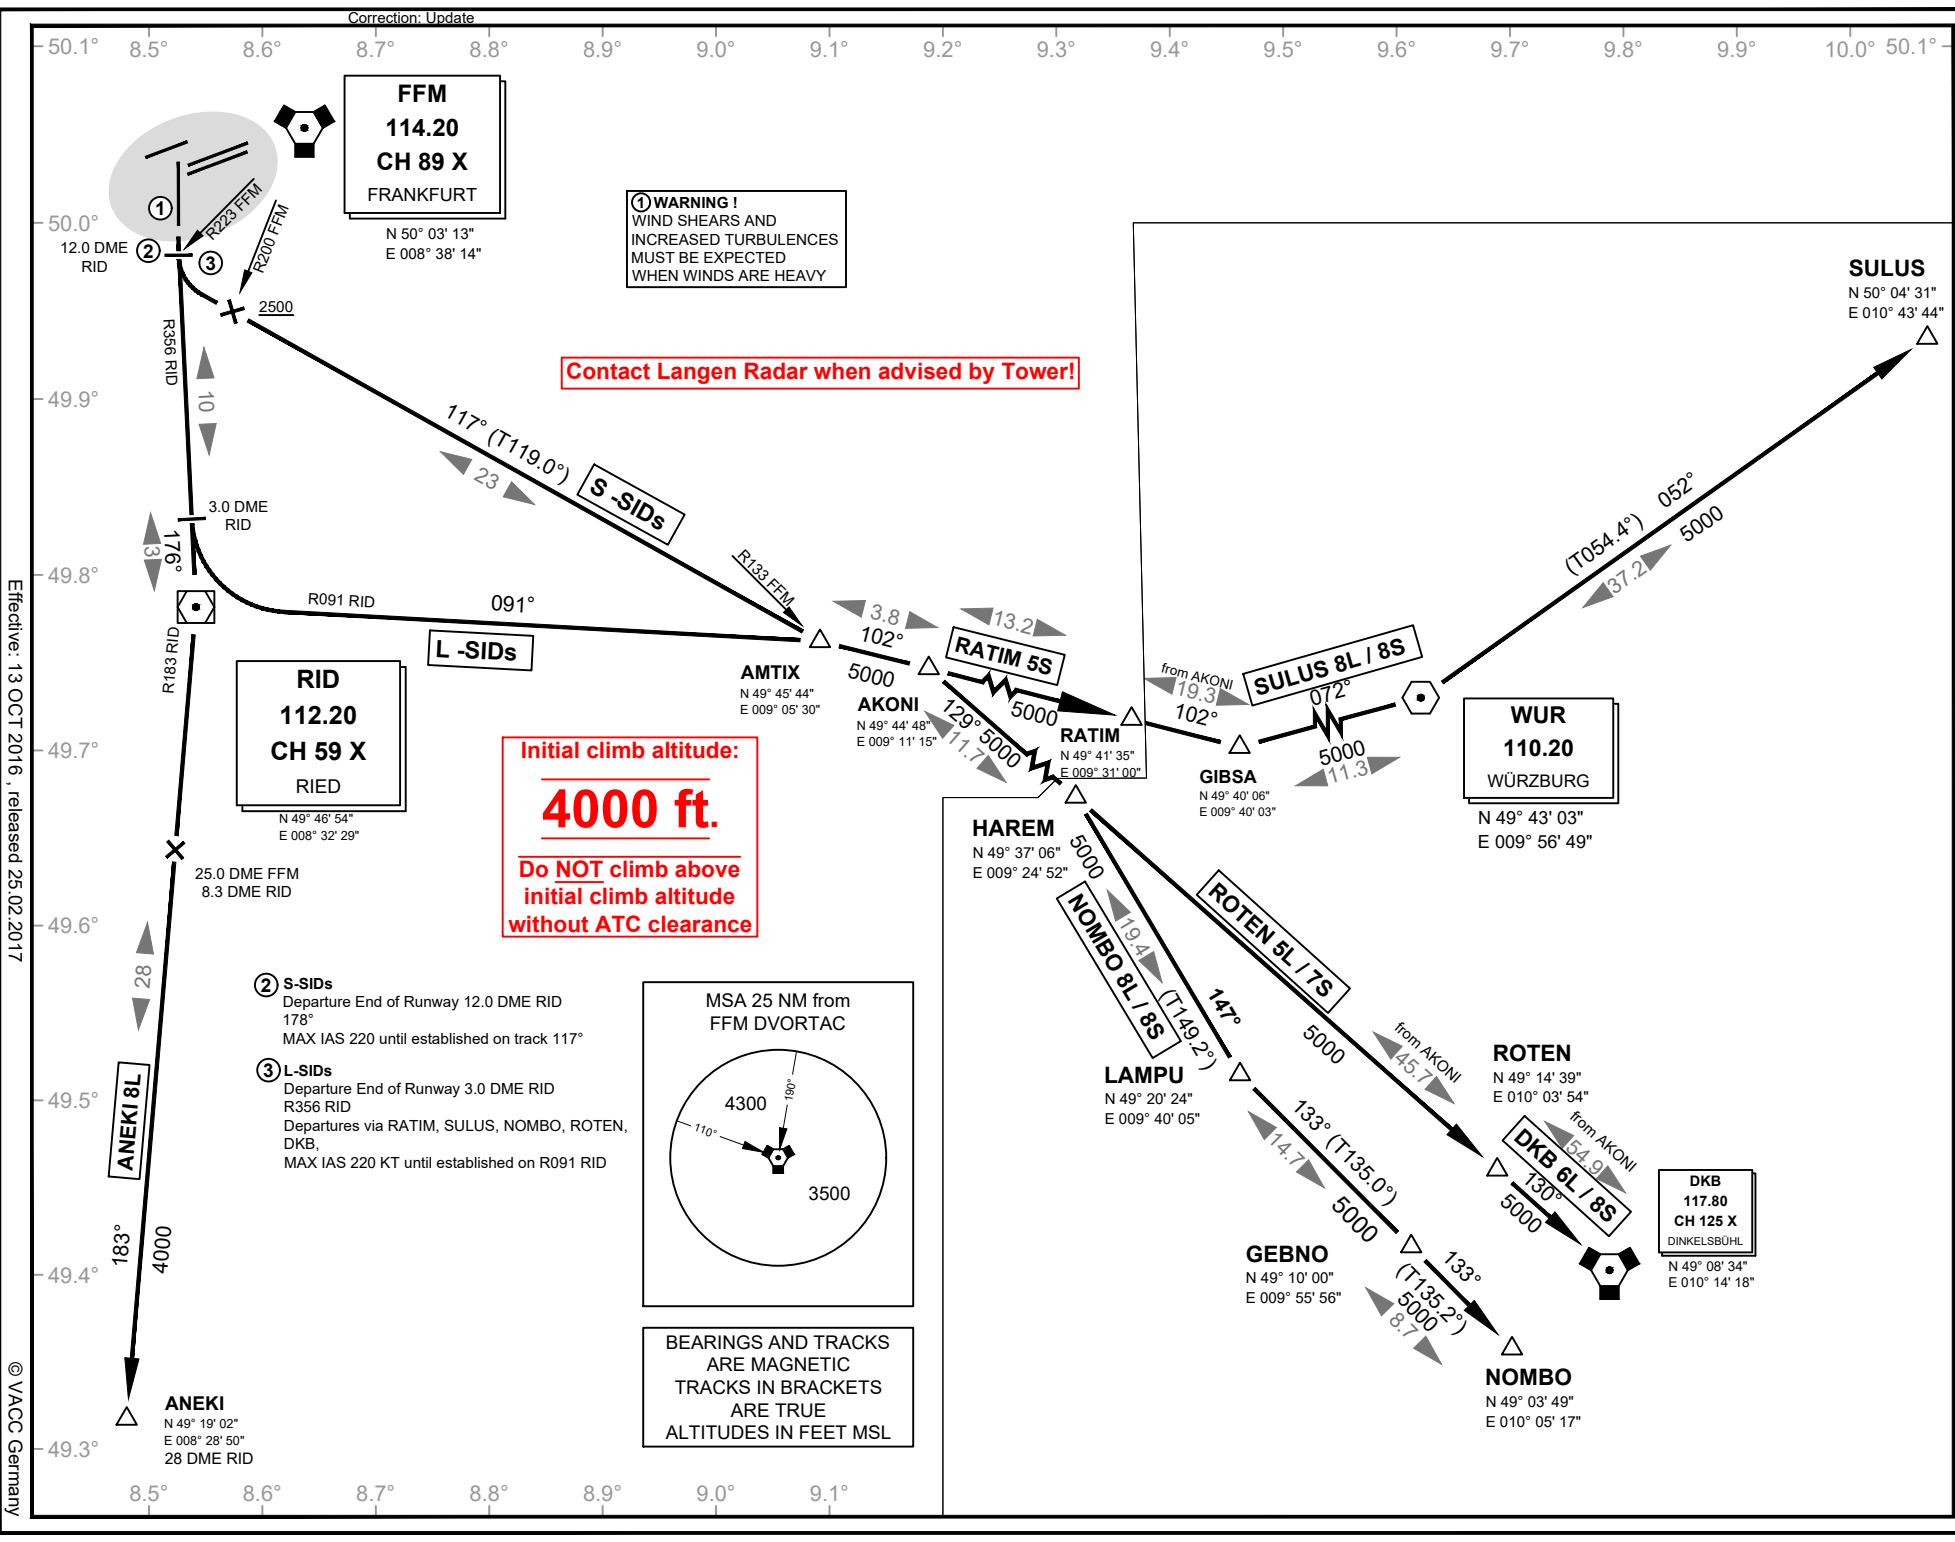 Correction: Update
50.1°
8.5°
8.6°
8.7°
8.8°
8.9°
9.0°
9.1°
9.2°
9.3°
9.4°
9.5°
9.6°
9.7°
9.8°
9.9°
10.0°
50.1°
FFM
114.20
CH 89 X
FRANKFURT
N 50° 03' 13"
E 008° 38' 14"
1
R223 FFM
R200 FFM
50.0°
12.0 DME
RID
2
3
2500
1 WARNING !
WIND SHEARS AND
INCREASED TURBULENCES
MUST BE EXPECTED
WHEN WINDS ARE HEAVY
SULUS
N 50° 04' 31"
E 010° 43' 44"
R356 RID
10
Contact Langen Radar when advised by Tower!
49.9°
117° (T119.0°)
23
S -SIDs
052°
(T054.4°)
5000
37.2
3.0 DME
RID
3
176°
49.8°
R133 FFM
R091 RID
091°
L -SIDs
3.8
102°
5000
13.2
RATIM 5S
5000
from AKONI
19.3
102°
SULUS 8L / 8S
072°
5000
11.3
R183 RID
RID
112.20
CH 59 X
RIED
N 49° 46' 54"
E 008° 32' 29"
AMTIX
N 49° 45' 44"
E 009° 05' 30"
AKONI
N 49° 44' 48"
E 009° 11' 15"
129°
5000
11.7
RATIM
N 49° 41' 35"
E 009° 31' 00"
GIBSA
N 49° 40' 06"
E 009° 40' 03"
WUR
110.20
WÜRZBURG
N 49° 43' 03"
E 009° 56' 49"
49.7°
Initial climb altitude:
4000 ft.
Do NOT climb above
initial climb altitude
without ATC clearance
HAREM
N 49° 37' 06"
E 009° 24' 52"
25.0 DME FFM
8.3 DME RID
49.6°
28
5000
19.4
NOMBO 8L / 8S
147°
(T149.2°)
ROTEN 5L / 7S
5000
from AKONI
45.7
2 S-SIDs
Departure End of Runway 12.0 DME RID
178°
MAX IAS 220 until established on track 117°
3 L-SIDs
Departure End of Runway 3.0 DME RID
R356 RID
Departures via RATIM, SULUS, NOMBO, ROTEN,
DKB,
MAX IAS 220 KT until established on R091 RID
MSA 25 NM from
FFM DVORTAC
4300
190°
110°
3500
49.5°
ANEKI 8L
LAMPU
N 49° 20' 24"
E 009° 40' 05"
ROTEN
N 49° 14' 39"
E 010° 03' 54"
from AKONI
54.9
DKB 6L / 8S
130°
5000
DKB
117.80
CH 125 X
DINKELSBÜHL
N 49° 08' 34"
E 010° 14' 18"
133° (T135.0°)
14.7
5000
GEBNO
N 49° 10' 00"
E 009° 55' 56"
133°
(T135.2°)
5000
8.7
183°
4000
49.4°
BEARINGS AND TRACKS
ARE MAGNETIC
TRACKS IN BRACKETS
ARE TRUE
ALTITUDES IN FEET MSL
NOMBO
N 49° 03' 49"
E 010° 05' 17"
ANEKI
N 49° 19' 02"
E 008° 28' 50"
28 DME RID
49.3°
8.5°
8.6°
8.7°
8.8°
8.9°
9.0°
9.1°
Effective: 13 OCT 2016 , released 25.02.2017
© VACC Germany